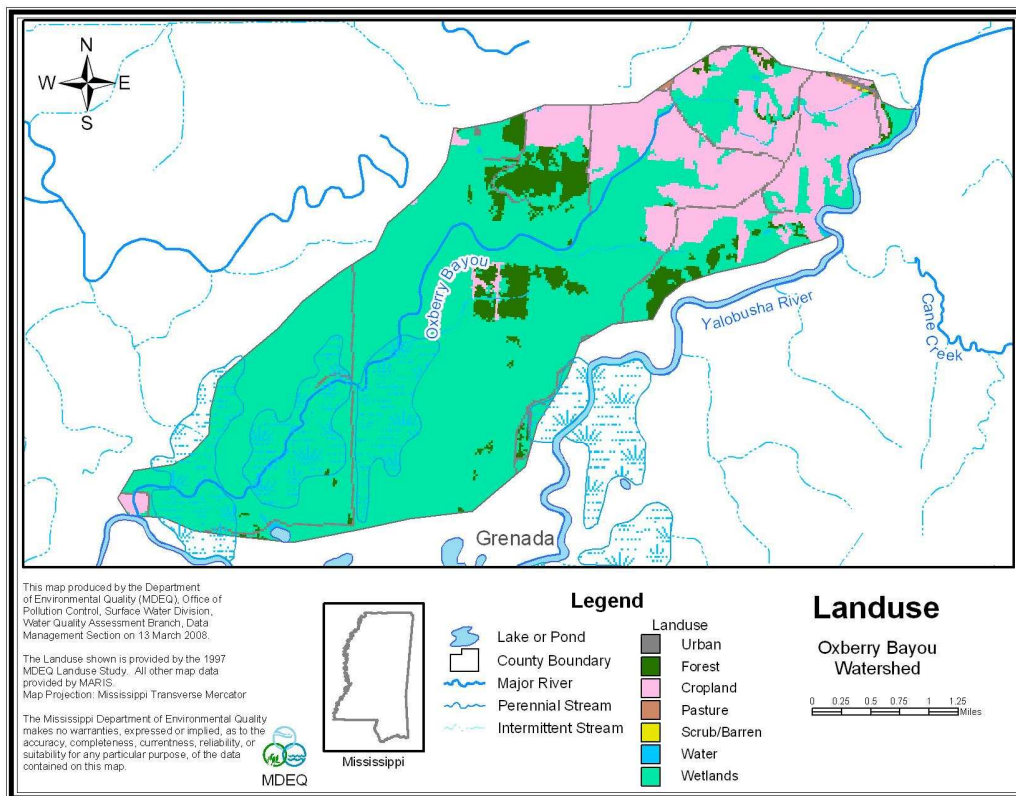 N
W E
S
Oxberry Bayou
Yalobusha River
Cane Creek
Grenada
This map produced by the Department
of Environmental Quality (MDEQ), Office of
Pollution Control, Surface Water Division,
Water Quality Assessment Branch, Data
Management Section on 13 March 2008.
The Landuse shown is provided by the 1997
MDEQ Landuse Study. All other map data
provided by MARIS.
Map Projection: Mississippi Transverse Mercator
The Mississippi Department of Environmental Quality
makes no warranties, expressed or implied, as to the
accuracy, completeness, currentness, reliability, or
suitability for any particular purpose, of the data
contained on this map.
MDEQ
Mississippi
Legend
Lake or Pond
County Boundary
Major River
Perennial Stream
Intermittent Stream
Landuse
Urban
Forest
Cropland
Pasture
Scrub/Barren
Water
Wetlands
Landuse
Oxberry Bayou
Watershed
0 0.25 0.5 0.75 1 1.25
Miles